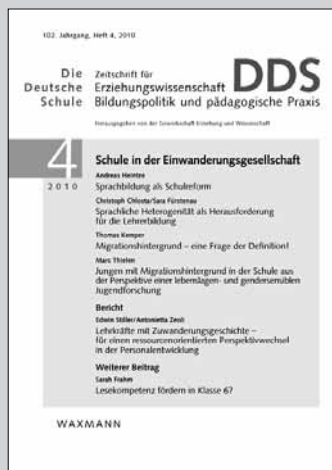 102. Jahrgang, Heft 4, 2010
Die
Deutsche
Schule
Zeitschrift für
Erziehungswissenschaft
Bildungspolitik und pädagogische Praxis
DDS
Herausgegeben von der Gewerkschaft Erziehung und Wissenschaft
4
2010
Schule in der Einwanderungsgesellschaft
Andreas Heintze
Sprachbildung als Schulreform
Christoph Chlosta/Sara Fürstenau
Sprachliche Heterogenität als Herausforderung
für die Lehrerbildung
Thomas Kemper
Migrationshintergrund – eine Frage der Definition!
Marc Thielen
Jungen mit Migrationshintergrund in der Schule aus
der Perspektive einer lebenslagen- und gendersensiblen
Jugendforschung
Bericht
Edwin Stiller/Antonietta Zeoli
Lehrkräfte mit Zuwanderungsgeschichte –
für einen ressourcenorientierten Perspektivwechsel
in der Personalentwicklung
Weiterer Beitrag
Sarah Frahm
Lesekompetenz fördern in Klasse 6?
WAXMANN